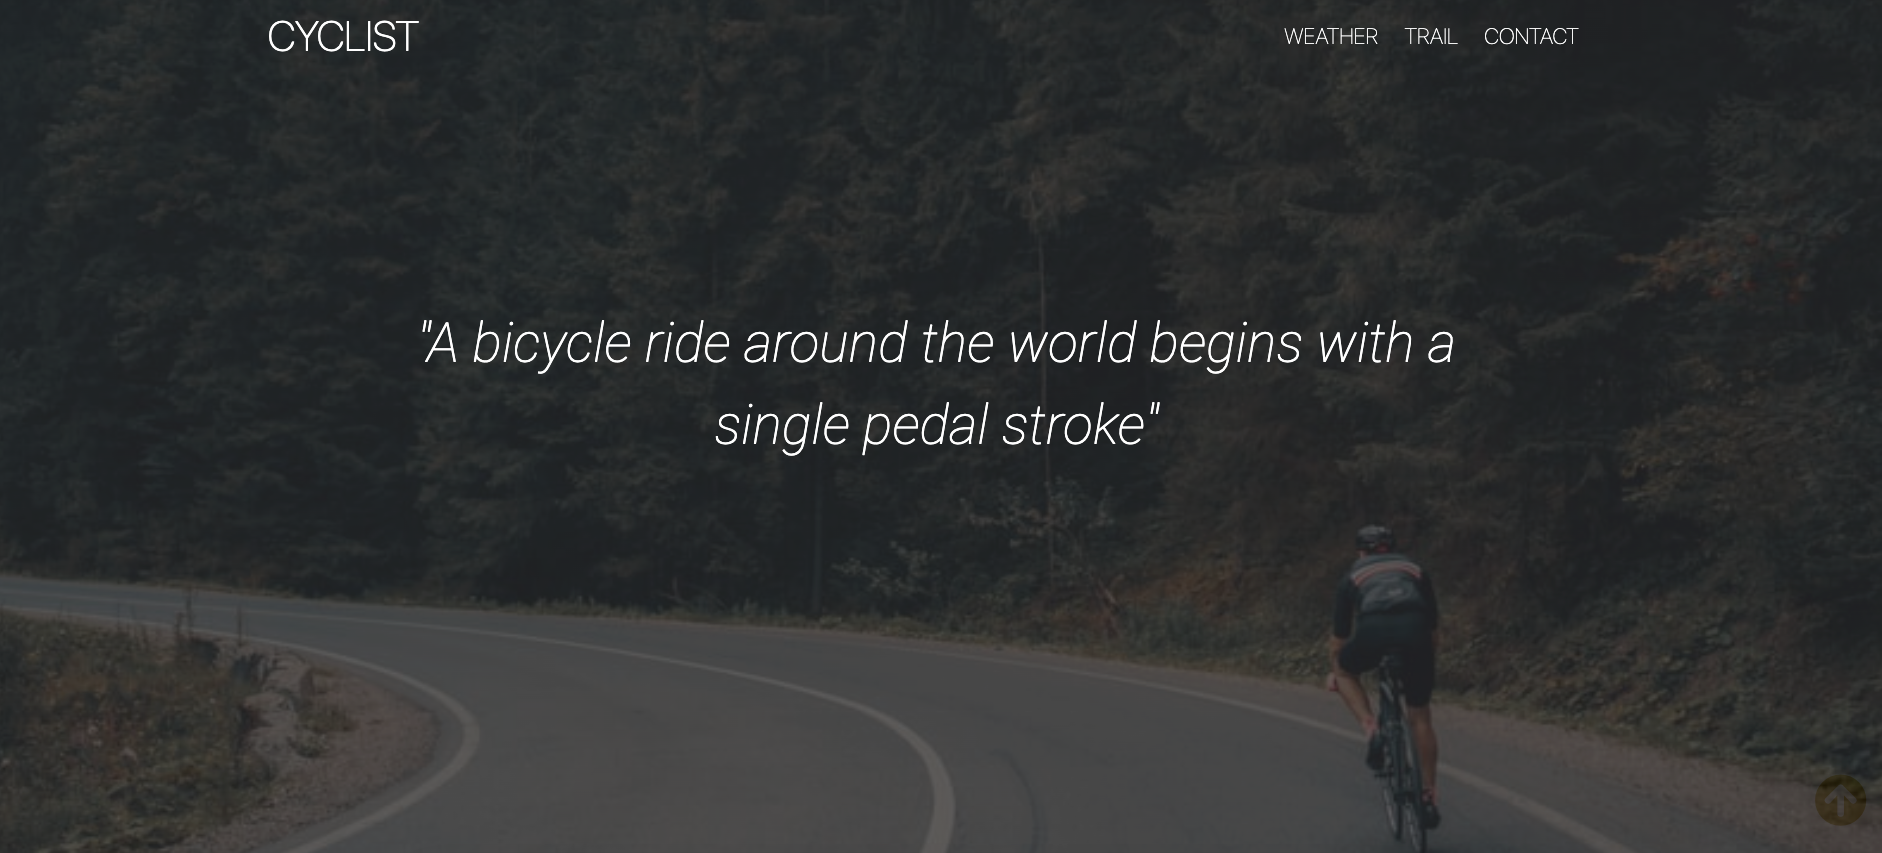 CYCLIST
WEATHER TRAIL CONTACT
"A bicycle ride around the world begins with a
single pedal stroke"